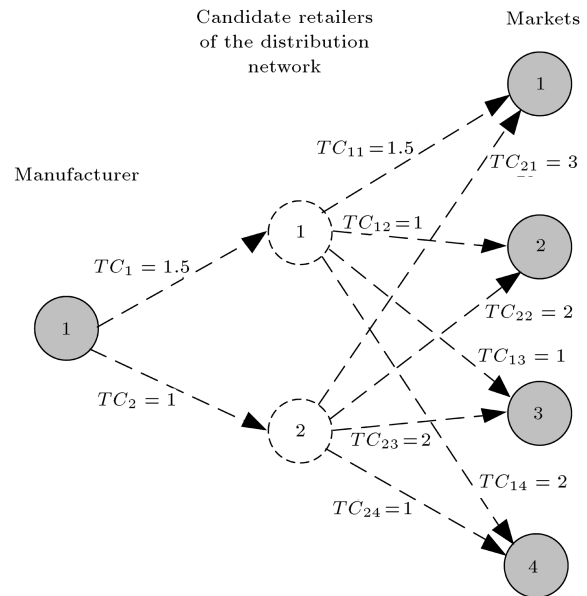 Candidate retailers
of the distribution
network
Markets
Manufacturer
1
TC₁₁ = 1.5
TC₂₁ = 3
1
TC₁₂ = 1
2
TC₁ = 1.5
1
TC₂₂ = 2
TC₁₃ = 1
TC₂ = 1
3
2
TC₂₃ = 2
TC₁₄ = 2
TC₂₄ = 1
4